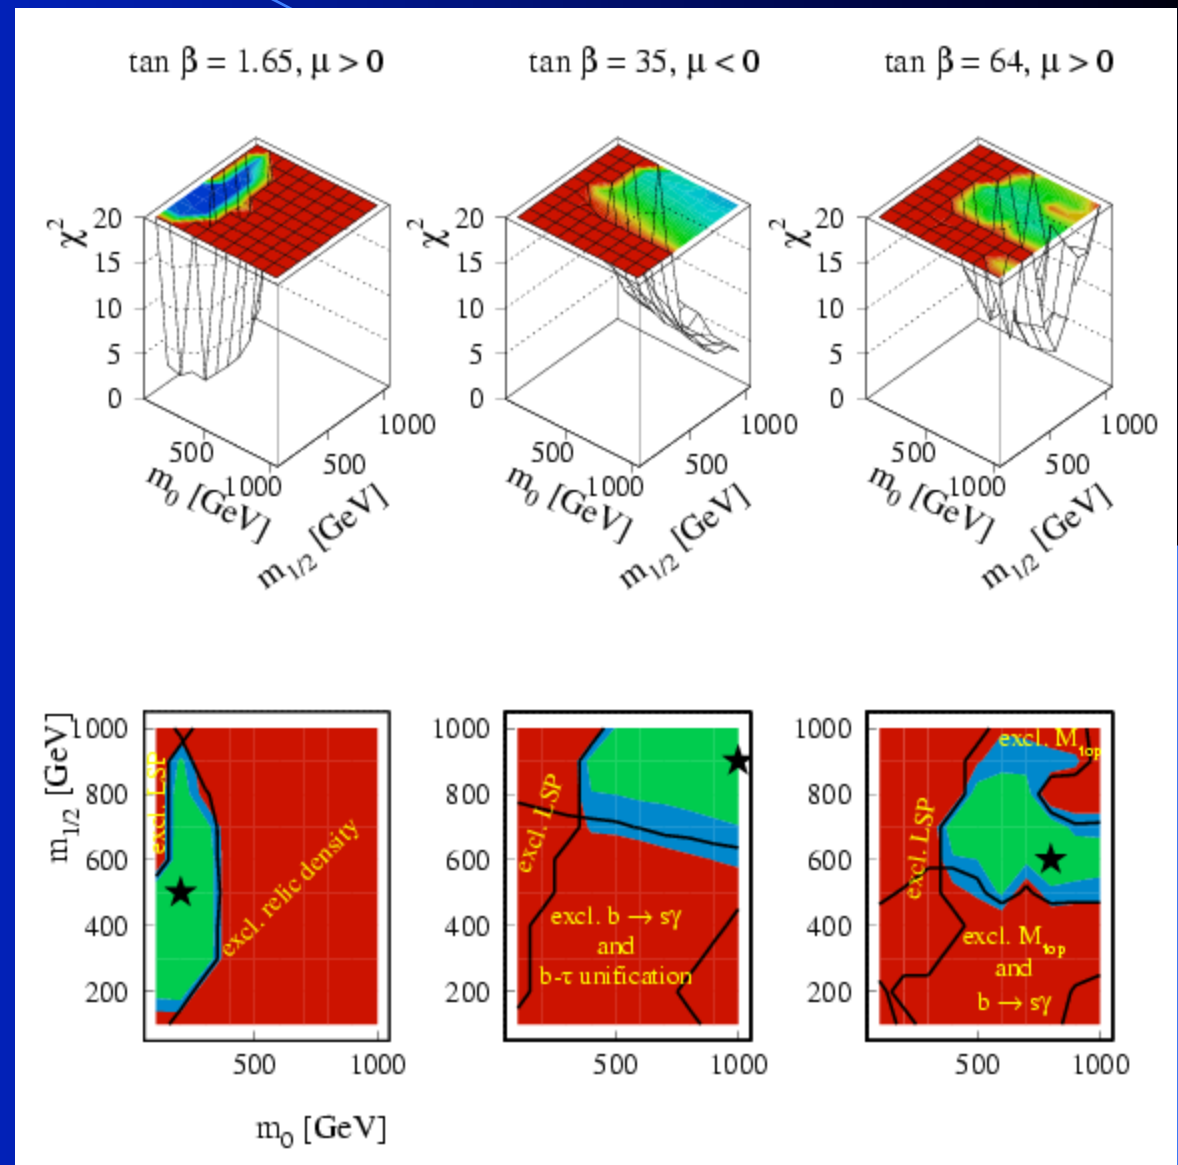 tan β = 1.65, μ > 0
tan β = 35, μ < 0
tan β = 64, μ > 0
χ²
20
15
10
5
0
500
1000
m₀ [GeV]
500
1000
m₁/₂ [GeV]
χ²
20
15
10
5
0
500
1000
m₀ [GeV]
500
1000
m₁/₂ [GeV]
χ²
20
15
10
5
0
500
1000
m₀ [GeV]
500
1000
m₁/₂ [GeV]
m₁/₂ [GeV]
1000
800
600
400
200
excl. LSP
excl. relic density
500
1000
1000
800
600
400
200
excl. LSP
excl. b → sγ
and
b-τ unification
500
1000
1000
800
600
400
200
excl. M_top
excl. LSP
excl. M_top
and
b → sγ
500
1000
m₀ [GeV]